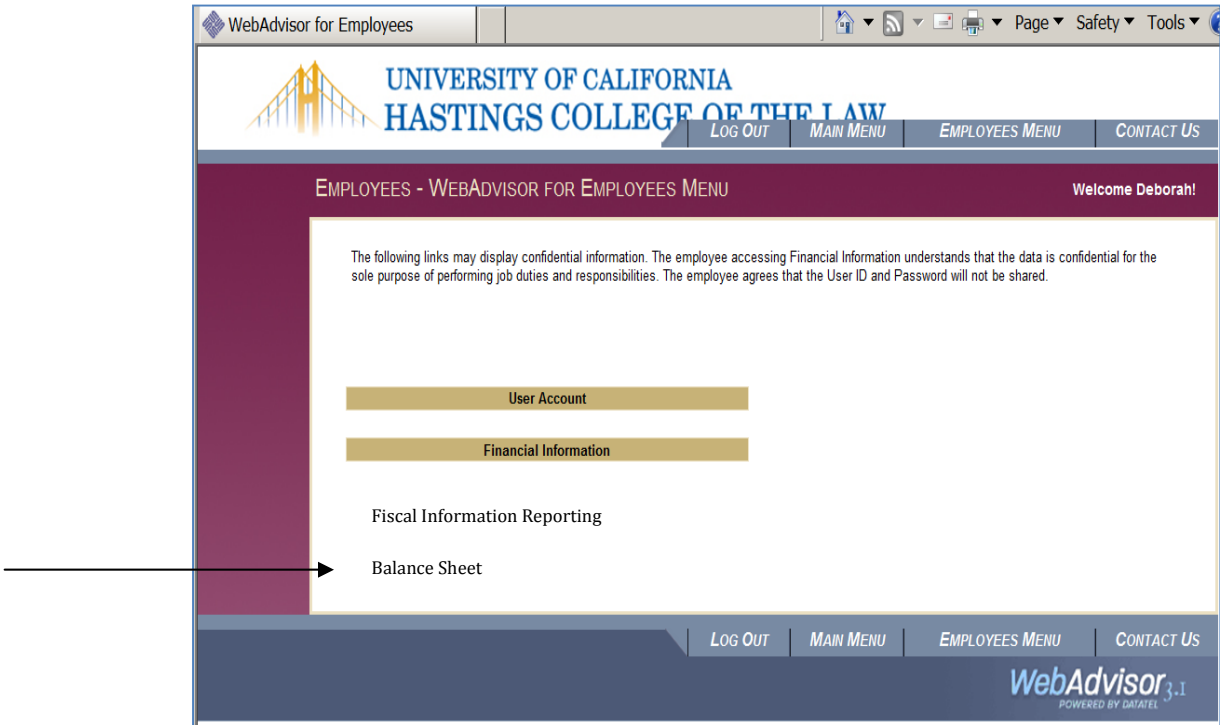 WebAdvisor for Employees
Page Safety Tools
UNIVERSITY OF CALIFORNIA
HASTINGS COLLEGE OF THE LAW
LOG OUT MAIN MENU EMPLOYEES MENU CONTACT US
EMPLOYEES - WEBADVISOR FOR EMPLOYEES MENU
Welcome Deborah!
The following links may display confidential information. The employee accessing Financial Information understands that the data is confidential for the
sole purpose of performing job duties and responsibilities. The employee agrees that the User ID and Password will not be shared.
User Account
Financial Information
Fiscal Information Reporting
Balance Sheet
LOG OUT MAIN MENU EMPLOYEES MENU CONTACT US
WebAdvisor 3.1
POWERED BY DATATEL